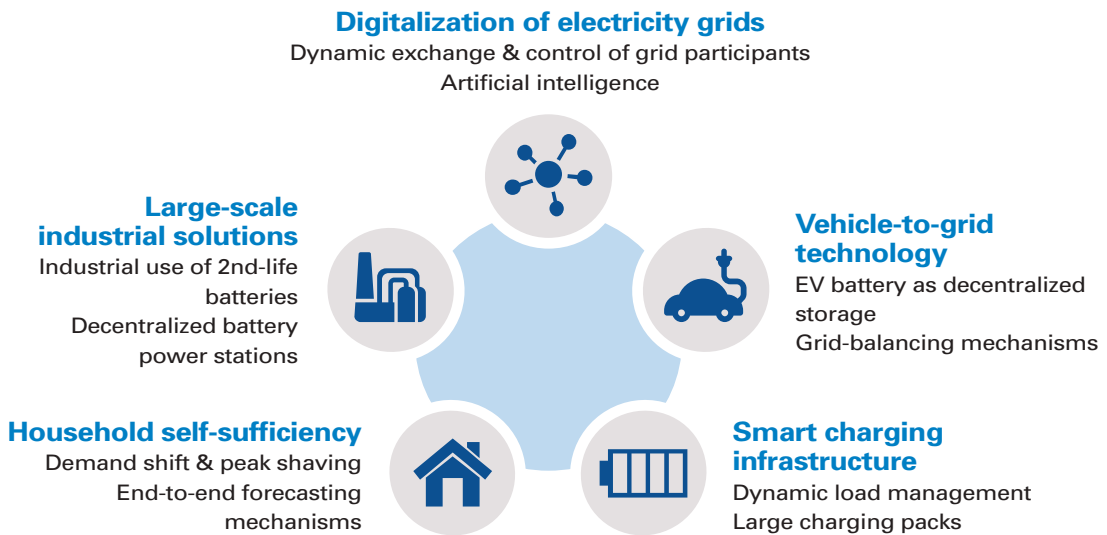 Digitalization of electricity grids
Dynamic exchange & control of grid participants
Artificial intelligence
Large-scale
industrial solutions
Industrial use of 2nd-life
batteries
Decentralized battery
power stations
Vehicle-to-grid
technology
EV battery as decentralized
storage
Grid-balancing mechanisms
Household self-sufficiency
Demand shift & peak shaving
End-to-end forecasting
mechanisms
Smart charging
infrastructure
Dynamic load management
Large charging packs